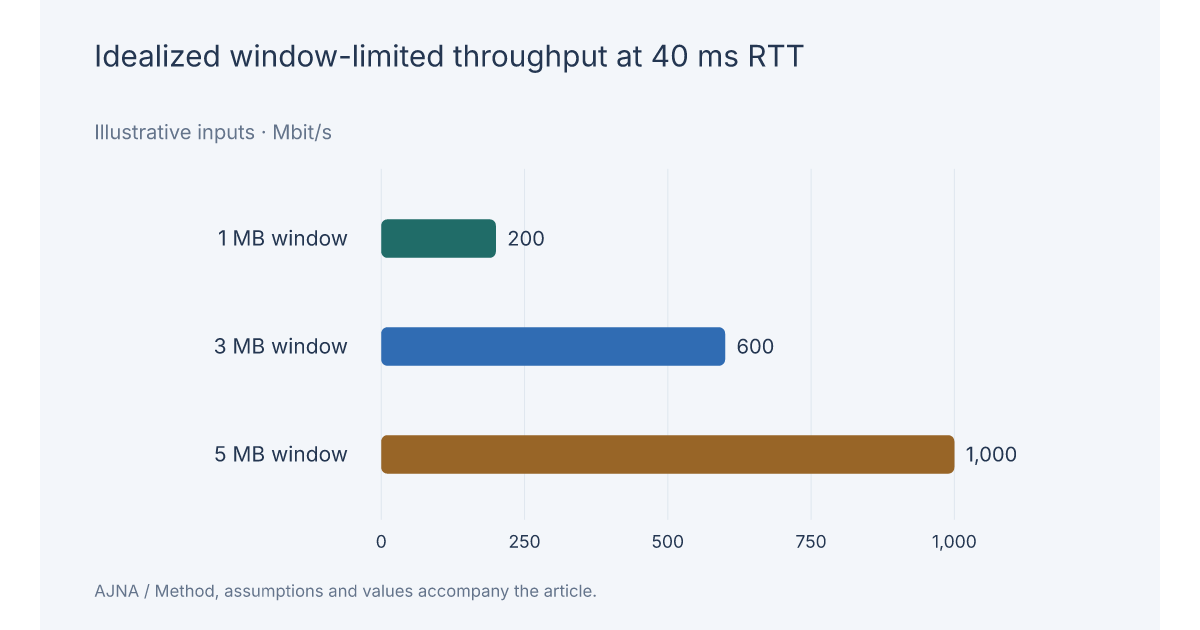 Idealized window-limited throughput at 40 ms RTT
Illustrative inputs · Mbit/s
1 MB window
200
3 MB window
600
5 MB window
1,000
0 250 500 750 1,000
AJNA / Method, assumptions and values accompany the article.